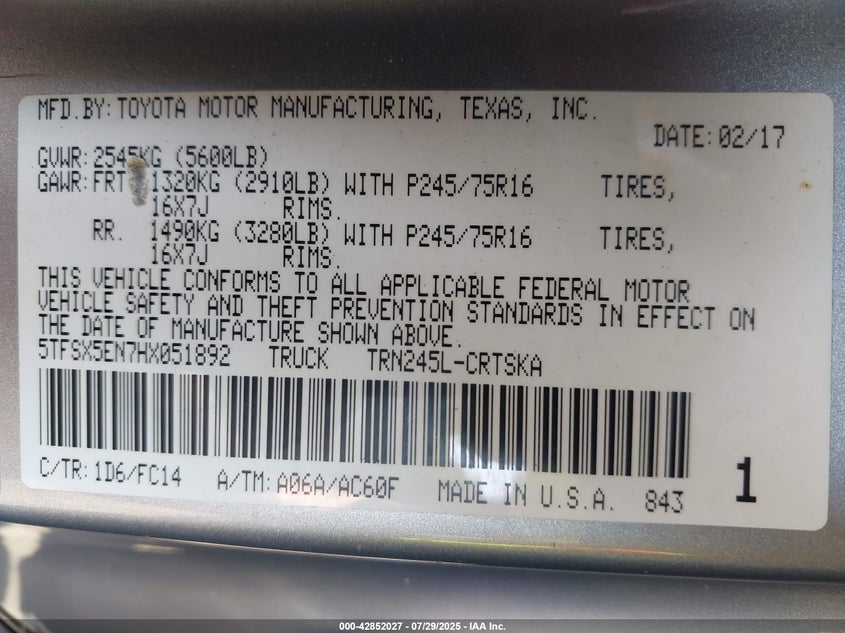 MFD.BY: TOYOTA MOTOR MANUFACTURING, TEXAS, INC.
DATE: 02/17
GVWR: 2545KG (5600LB)
GAWR: FRT 1320KG (2910LB) WITH P245/75R16 TIRES,
16X7J RIMS.
RR. 1490KG (3280LB) WITH P245/75R16 TIRES,
16X7J RIMS.
THIS VEHICLE CONFORMS TO ALL APPLICABLE FEDERAL MOTOR
VEHICLE SAFETY AND THEFT PREVENTION STANDARDS IN EFFECT ON
THE DATE OF MANUFACTURE SHOWN ABOVE.
5TFSX5EN7HX051892 TRUCK TRN245L-CRTSKA
C/TR: 1D6/FC14 A/TM: A06A/AC60F MADE IN U.S.A. 843 1
000-42852027 - 07/29/2025 - IAA Inc.